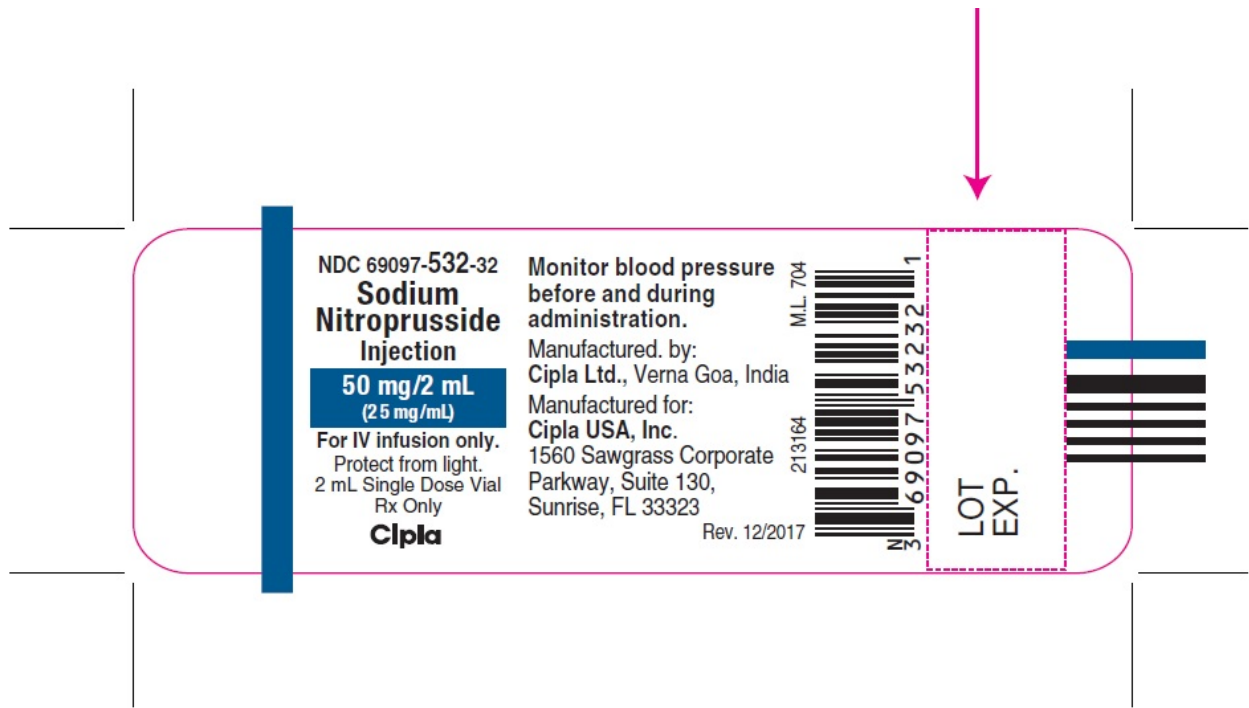 NDC 69097-532-32
Sodium
Nitroprusside
Injection
50 mg/2 mL
(25 mg/mL)
For IV infusion only.
Protect from light.
2 mL Single Dose Vial
Rx Only
Cipla
Monitor blood pressure
before and during
administration.
Manufactured. by:
Cipla Ltd., Verna Goa, India
Manufactured for:
Cipla USA, Inc.
1560 Sawgrass Corporate
Parkway, Suite 130,
Sunrise, FL 33323
Rev. 12/2017
213164
M.L. 704
N
3 69097 53232 1
LOT
EXP.